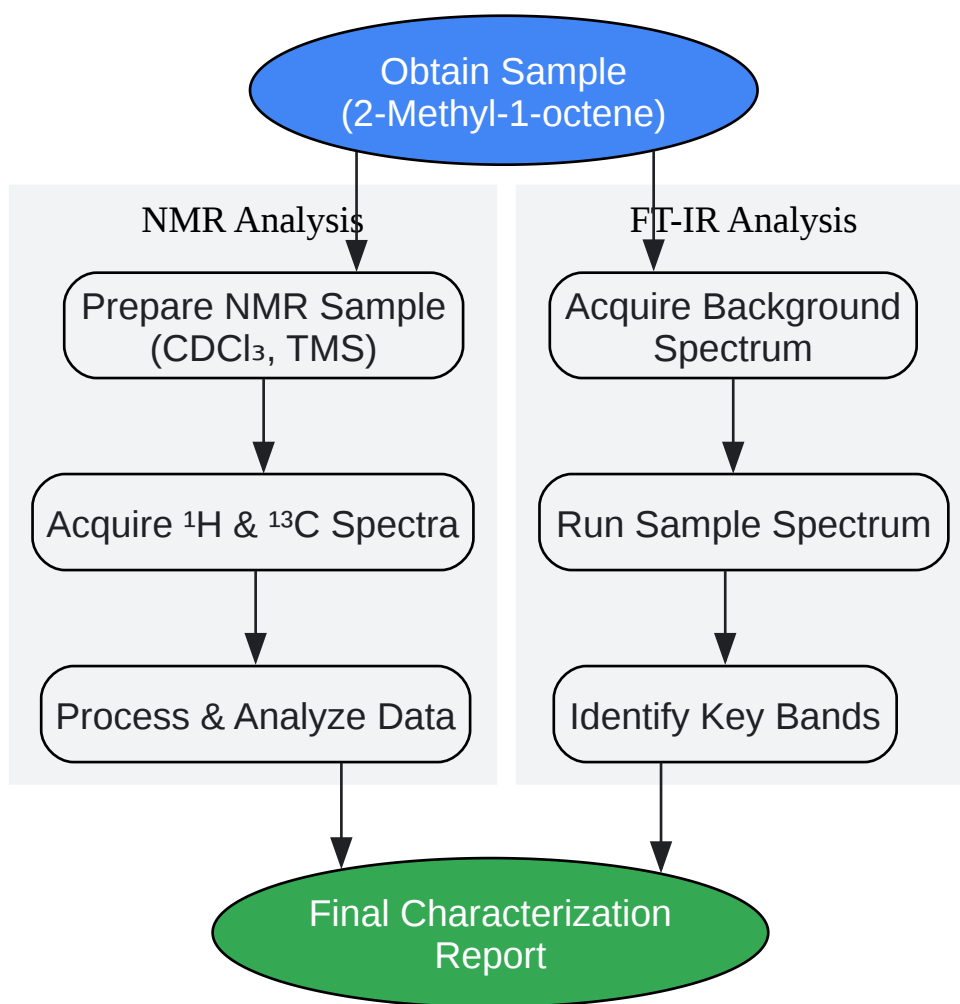 Obtain Sample
(2-Methyl-1-octene)
NMR Analysis
Prepare NMR Sample
(CDCl₃, TMS)
Acquire ¹H & ¹³C Spectra
Process & Analyze Data
FT-IR Analysis
Acquire Background
Spectrum
Run Sample Spectrum
Identify Key Bands
Final Characterization
Report